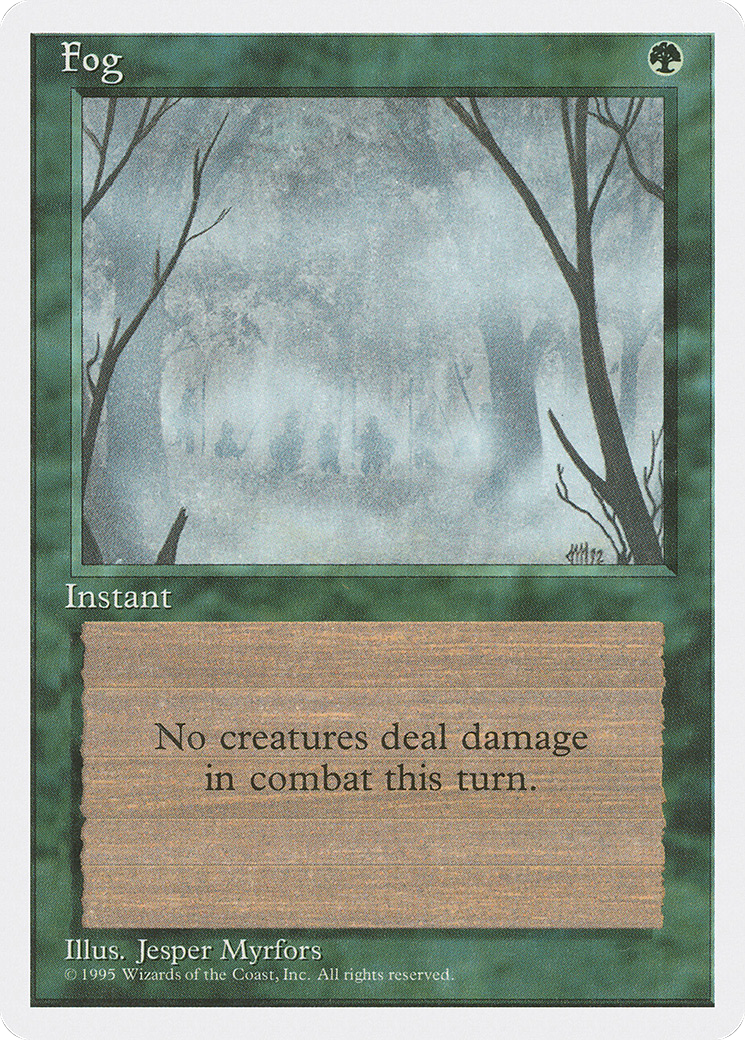 Fog
Instant
No creatures deal damage
in combat this turn.
Illus. Jesper Myrfors
© 1995 Wizards of the Coast, Inc. All rights reserved.